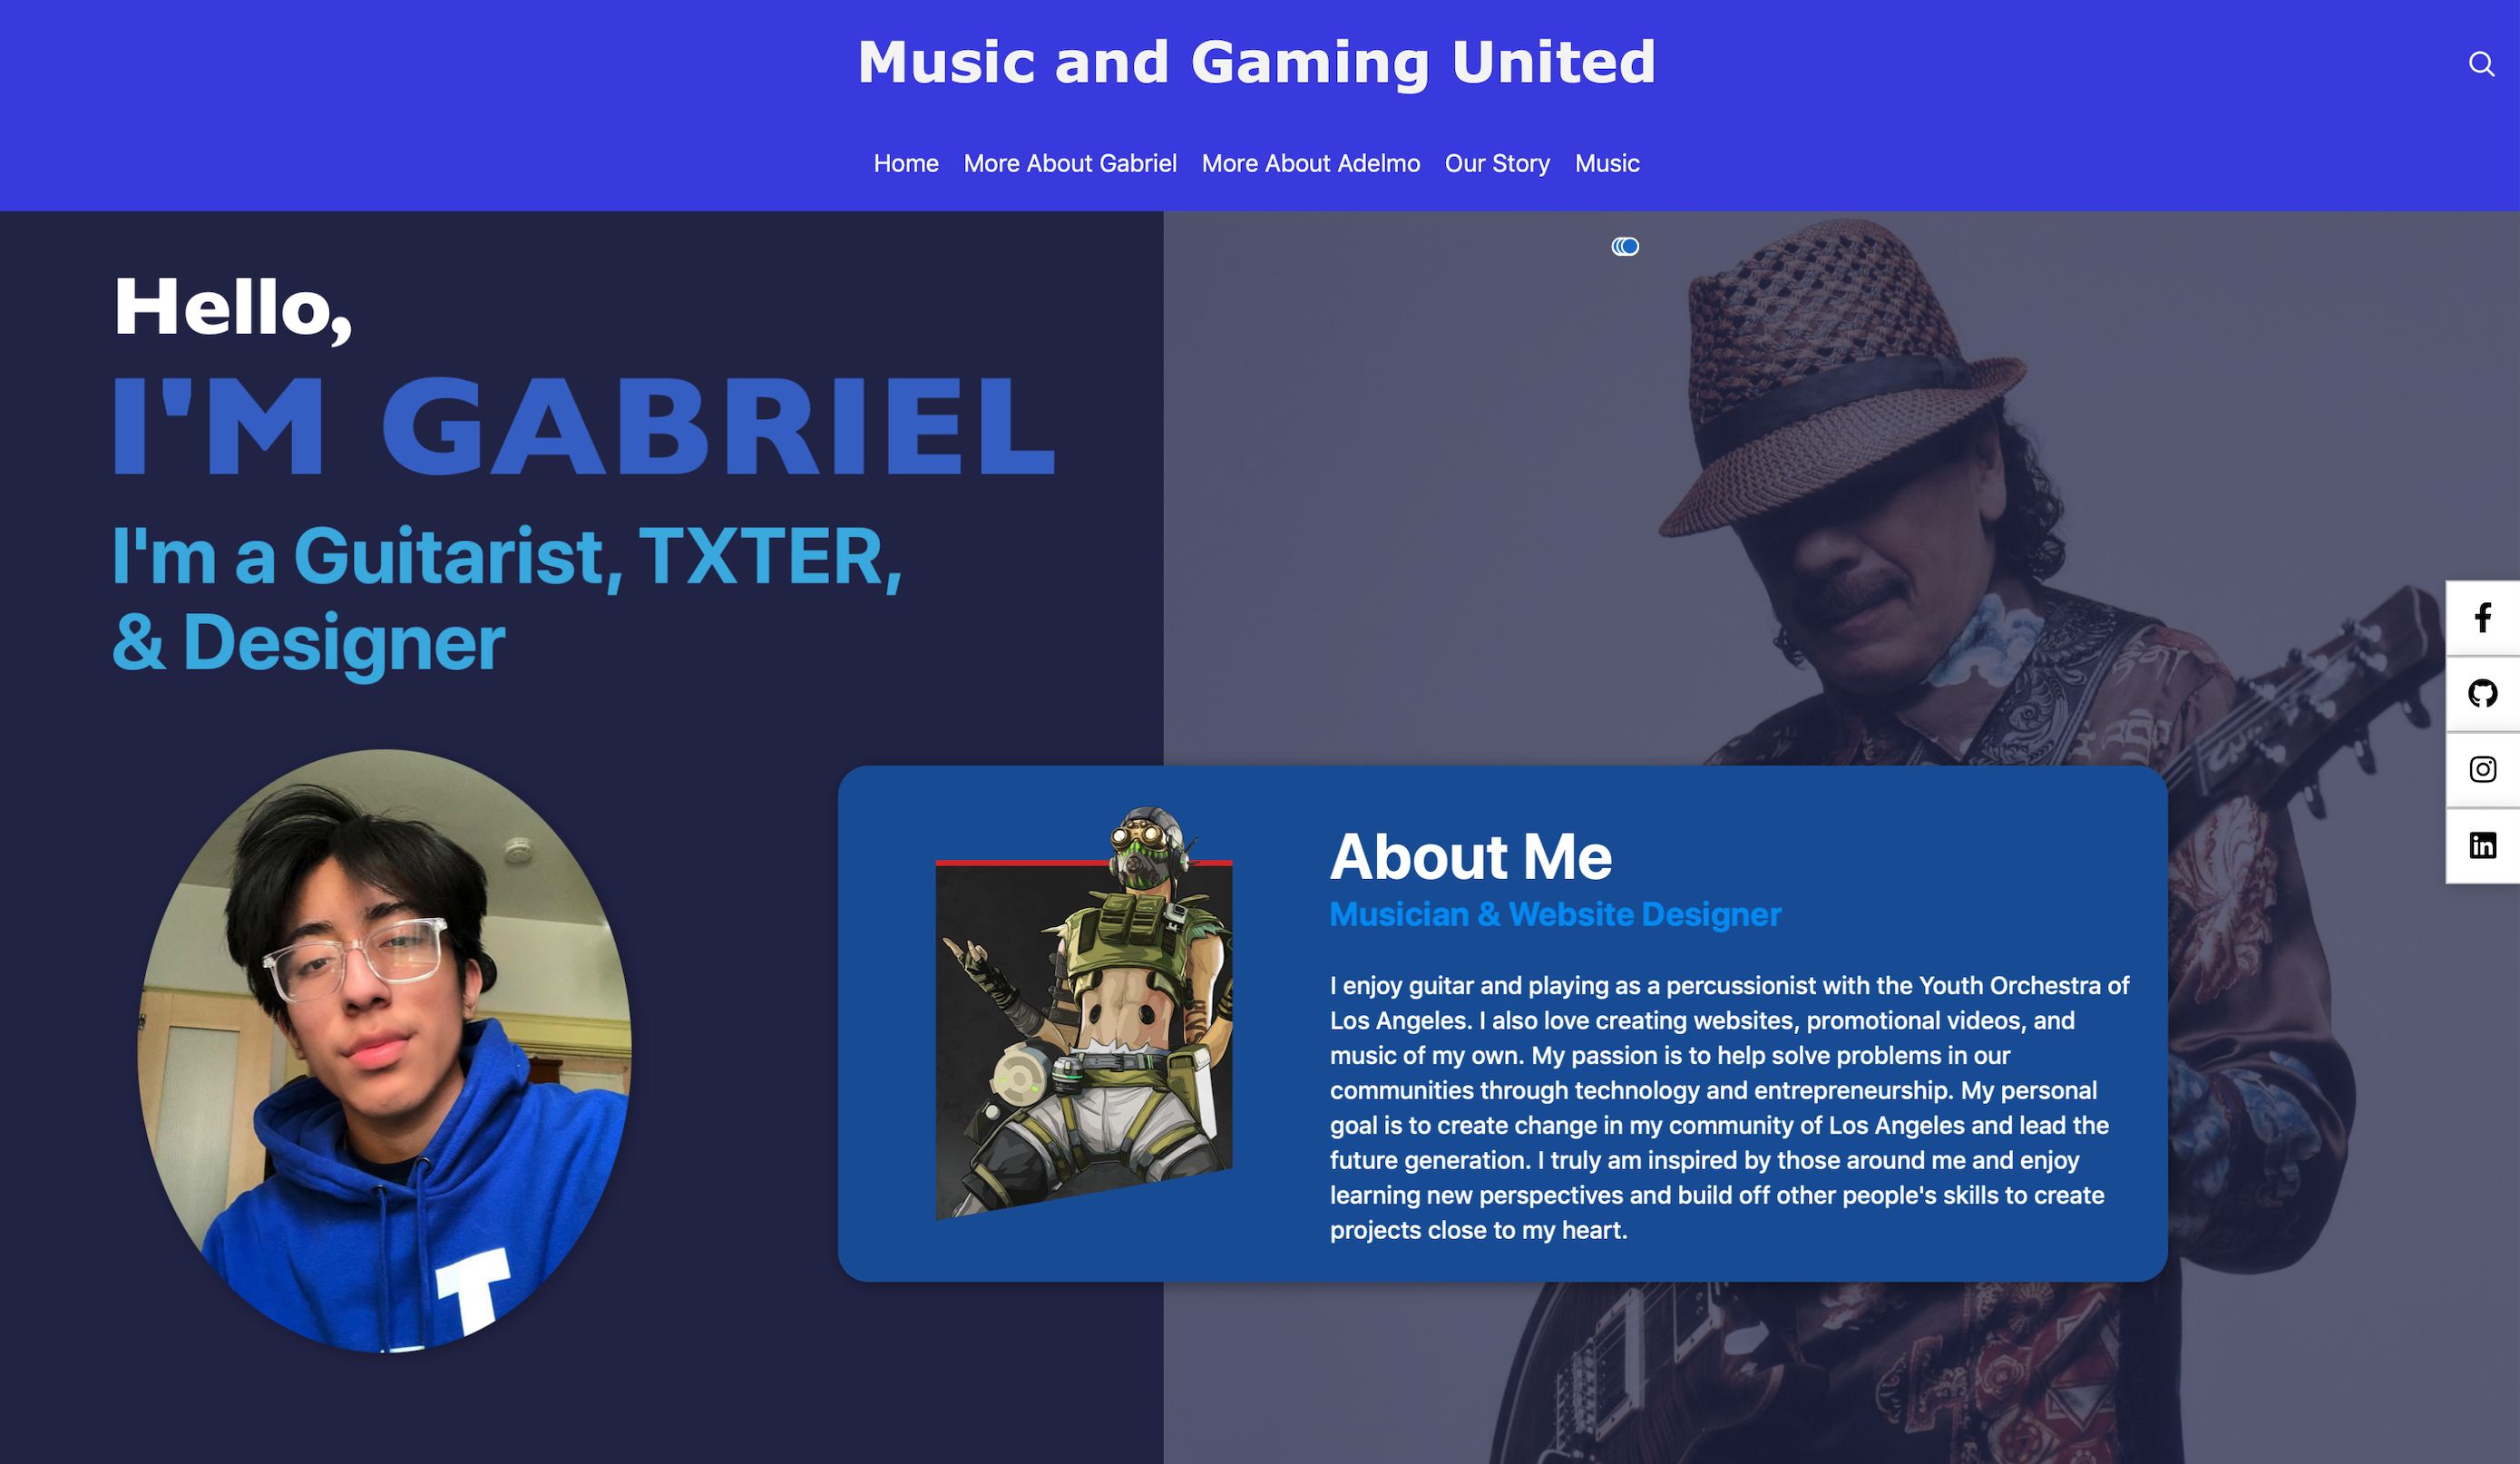 Music and Gaming United
Home More About Gabriel More About Adelmo Our Story Music
Hello,
I'M GABRIEL
I'm a Guitarist, TXTER,
& Designer
T
About Me
Musician & Website Designer
I enjoy guitar and playing as a percussionist with the Youth Orchestra of
Los Angeles. I also love creating websites, promotional videos, and
music of my own. My passion is to help solve problems in our
communities through technology and entrepreneurship. My personal
goal is to create change in my community of Los Angeles and lead the
future generation. I truly am inspired by those around me and enjoy
learning new perspectives and build off other people's skills to create
projects close to my heart.